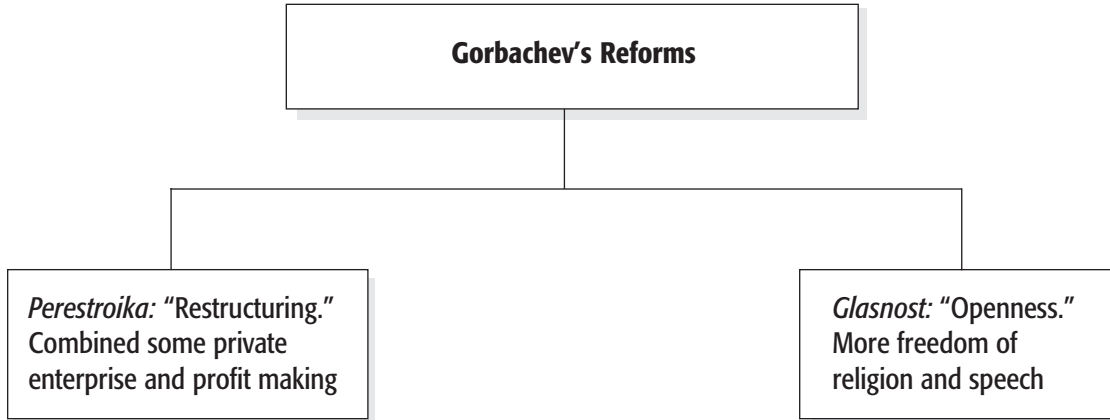 Gorbachev’s Reforms
Perestroika: “Restructuring.”
Combined some private
enterprise and profit making
Glasnost: “Openness.”
More freedom of
religion and speech